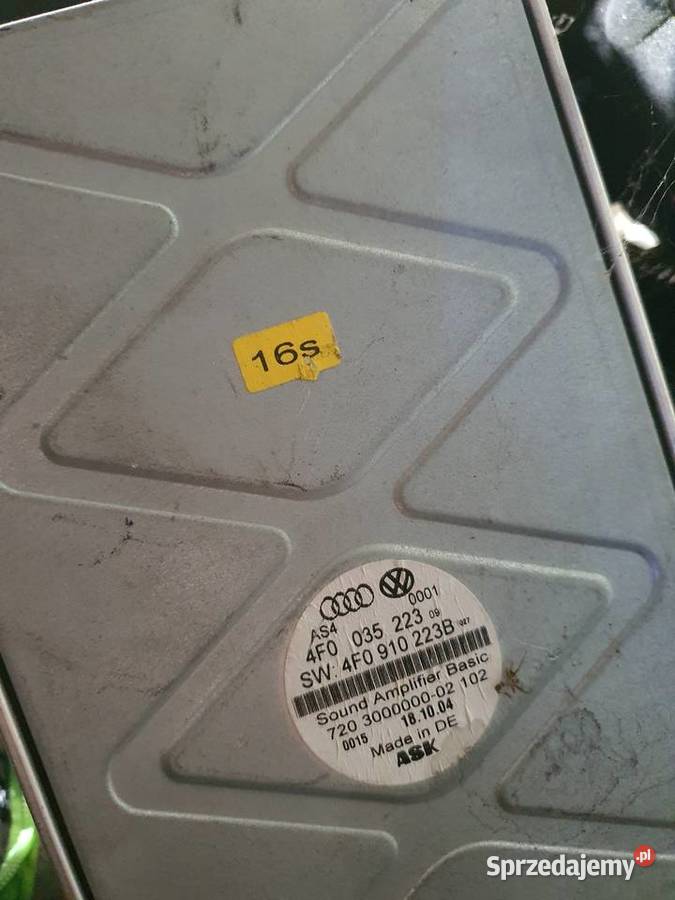 16s
0001
AS4
4F0 035 223 09
SW: 4F0 910 223B
Sound Amplifier Basic
720 3000000-02 102
0015 18.10.04
Made in DE
ASK
Sprzedajemy.pl